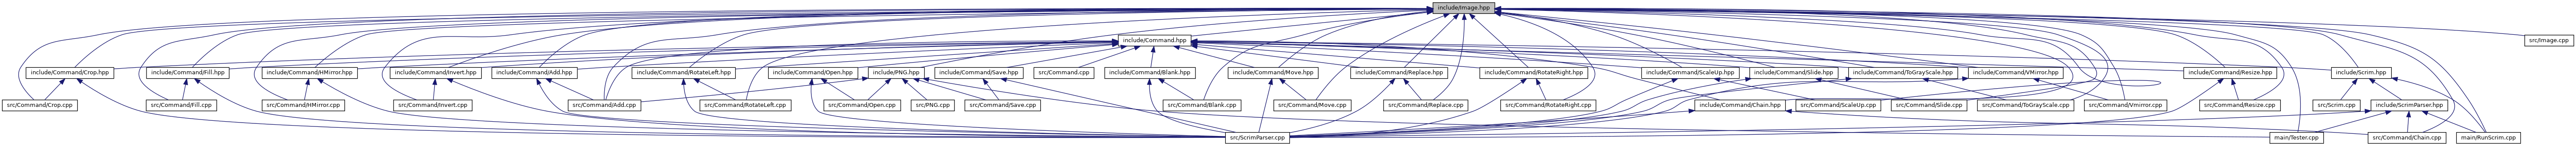 include/Image.hpp
include/Command.hpp
src/Image.cpp
include/Command/Crop.hpp
include/Command/Fill.hpp
include/Command/HMirror.hpp
include/Command/Invert.hpp
include/Command/Add.hpp
include/Command/RotateLeft.hpp
include/Command/Open.hpp
include/PNG.hpp
include/Command/Save.hpp
src/Command.cpp
include/Command/Blank.hpp
include/Command/Move.hpp
include/Command/Replace.hpp
include/Command/RotateRight.hpp
include/Command/ScaleUp.hpp
include/Command/Slide.hpp
include/Command/ToGrayScale.hpp
include/Command/VMirror.hpp
include/Command/Resize.hpp
include/Scrim.hpp
src/Command/Crop.cpp
src/Command/Fill.cpp
src/Command/HMirror.cpp
src/Command/Invert.cpp
src/Command/Add.cpp
src/Command/RotateLeft.cpp
src/Command/Open.cpp
src/PNG.cpp
src/Command/Save.cpp
src/Command/Blank.cpp
src/Command/Move.cpp
src/Command/Replace.cpp
src/Command/RotateRight.cpp
include/Command/Chain.hpp
src/Command/ScaleUp.cpp
src/Command/Slide.cpp
src/Command/ToGrayScale.cpp
src/Command/Vmirror.cpp
src/Command/Resize.cpp
src/Scrim.cpp
include/ScrimParser.hpp
src/ScrimParser.cpp
main/Tester.cpp
src/Command/Chain.cpp
main/RunScrim.cpp